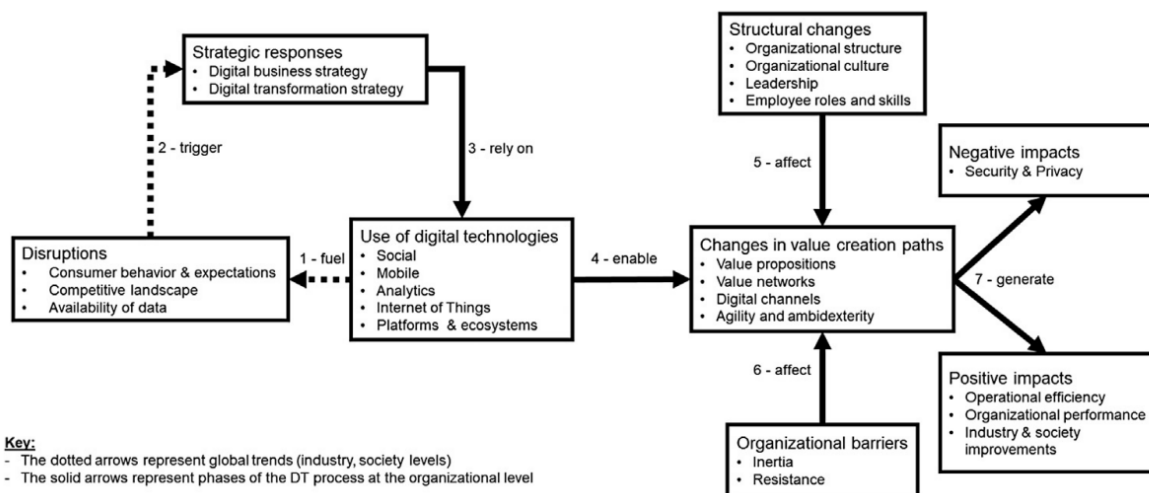 Strategic responses
• Digital business strategy
• Digital transformation strategy
2 - trigger
3 - rely on
Disruptions
• Consumer behavior & expectations
• Competitive landscape
• Availability of data
1 - fuel
Use of digital technologies
• Social
• Mobile
• Analytics
• Internet of Things
• Platforms & ecosystems
4 - enable
Structural changes
• Organizational structure
• Organizational culture
• Leadership
• Employee roles and skills
5 - affect
Changes in value creation paths
• Value propositions
• Value networks
• Digital channels
• Agility and ambidexterity
6 - affect
Organizational barriers
• Inertia
• Resistance
7 - generate
Negative impacts
• Security & Privacy
Positive impacts
• Operational efficiency
• Organizational performance
• Industry & society
improvements
Key:
- The dotted arrows represent global trends (industry, society levels)
- The solid arrows represent phases of the DT process at the organizational level